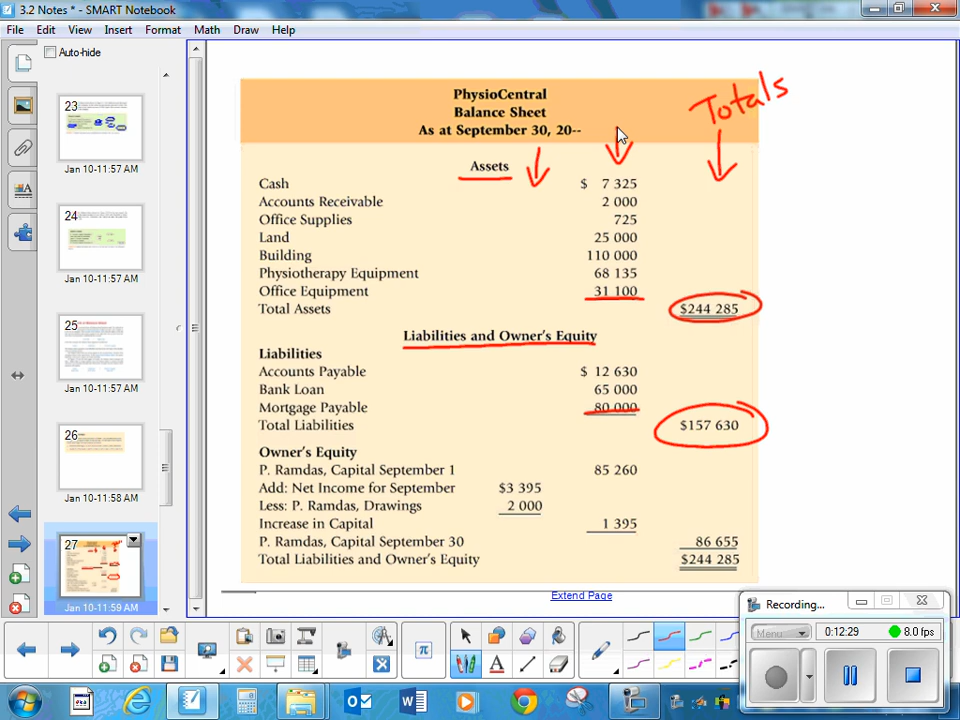 3.2 Notes * - SMART Notebook
File Edit View Insert Format Math Draw Help
Auto-hide
23
Jan 10-11:57 AM
24
Jan 10-11:57 AM
25
Jan 10-11:57 AM
26
Jan 10-11:58 AM
27
Jan 10-11:59 AM
PhysioCentral
Balance Sheet
As at September 30, 20--
Totals
Assets
Cash $ 7 325
Accounts Receivable 2 000
Office Supplies 725
Land 25 000
Building 110 000
Physiotherapy Equipment 68 135
Office Equipment 31 100
Total Assets $244 285
Liabilities and Owner's Equity
Liabilities
Accounts Payable $ 12 630
Bank Loan 65 000
Mortgage Payable 80 000
Total Liabilities $157 630
Owner's Equity
P. Ramdas, Capital September 1 85 260
Add: Net Income for September $3 395
Less: P. Ramdas, Drawings 2 000
Increase in Capital 1 395
P. Ramdas, Capital September 30 86 655
Total Liabilities and Owner's Equity $244 285
Extend Page
Recording...
Menu 0:12:29 8.0 fps